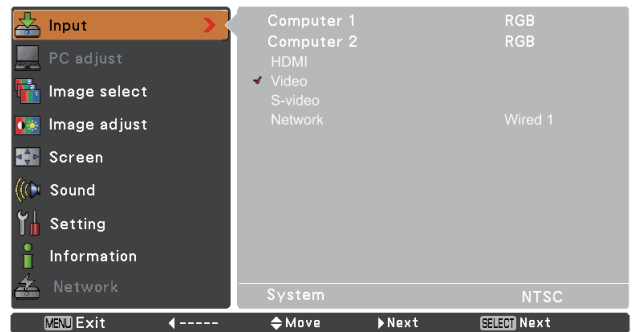 Input
PC adjust
Image select
Image adjust
Screen
Sound
Setting
Information
Network
Computer 1 RGB
Computer 2 RGB
HDMI
Video
S-video
Network Wired 1
System NTSC
MENU Exit ----- Move Next SELECT Next